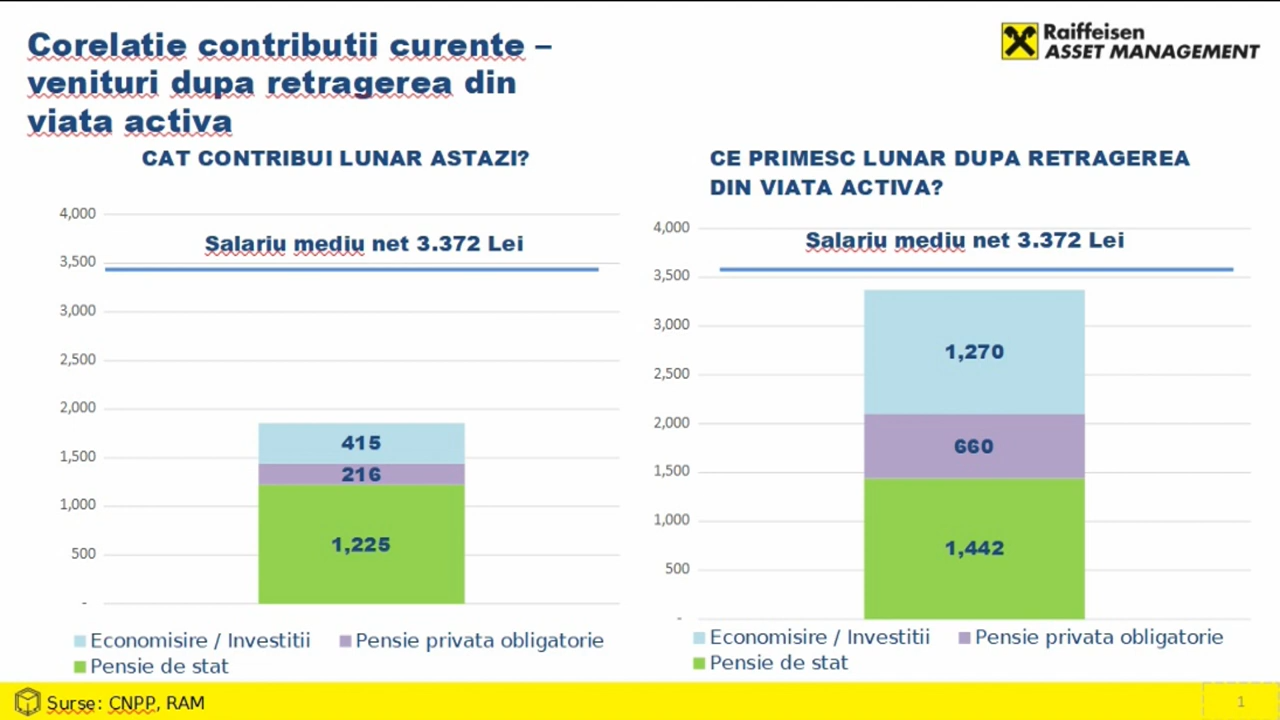 Corelatie contributii curente –
venituri dupa retragerea din
viata activa
Raiffeisen
ASSET MANAGEMENT
CAT CONTRIBUI LUNAR ASTAZI?
4,000
Salariu mediu net 3.372 Lei
3,500
3,000
2,500
2,000
415
1,500
216
1,000
1,225
500
-
Economisire / Investitii
Pensie privata obligatorie
Pensie de stat
CE PRIMESC LUNAR DUPA RETRAGEREA
DIN VIATA ACTIVA?
4,000
Salariu mediu net 3.372 Lei
3,500
3,000
1,270
2,500
2,000
660
1,500
1,000
1,442
500
-
Economisire / Investitii
Pensie privata obligatorie
Pensie de stat
Surse: CNPP, RAM
1